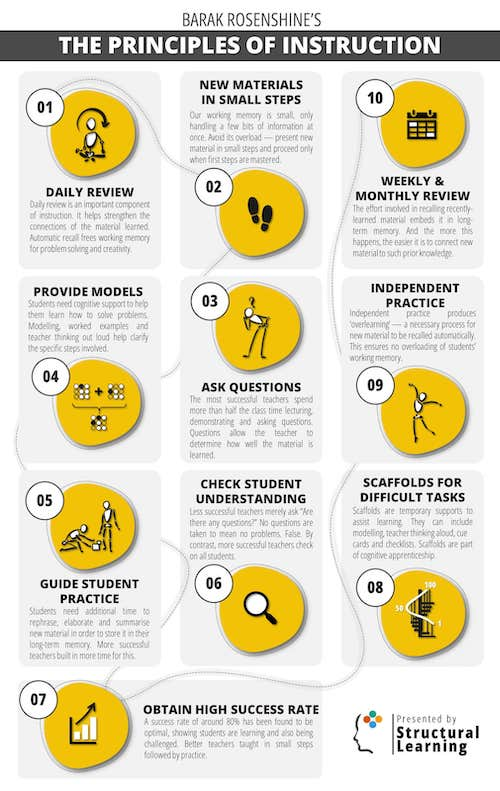 BARAK ROSENSHINE'S
THE PRINCIPLES OF INSTRUCTION
01
DAILY REVIEW
Daily review is an important component
of instruction. It helps strengthen the
connections of the material learned.
Automatic recall frees working memory
for problem solving and creativity.
NEW MATERIALS
IN SMALL STEPS
Our working memory is small, only
handling a few bits of information at
once. Avoid its overload — present new
material in small steps and proceed only
when first steps are mastered.
02
03
ASK QUESTIONS
The most successful teachers spend
more than half the class time lecturing,
demonstrating and asking questions.
Questions allow the teacher to
determine how well the material is
learned.
PROVIDE MODELS
Students need cognitive support to help
them learn how to solve problems.
Modelling, worked examples and
teacher thinking out loud help clarify
the specific steps involved.
04
05
GUIDE STUDENT
PRACTICE
Students need additional time to
rephrase, elaborate and summarise
new material in order to store it in their
long-term memory. More successful
teachers built in more time for this.
CHECK STUDENT
UNDERSTANDING
Less successful teachers merely ask "Are
there any questions?" No questions are
taken to mean no problems. False. By
contrast, more successful teachers check
on all students.
06
07
OBTAIN HIGH SUCCESS RATE
A success rate of around 80% has been found to be
optimal, showing students are learning and also being
challenged. Better teachers taught in small steps
followed by practice.
SCAFFOLDS FOR
DIFFICULT TASKS
Scaffolds are temporary supports to
assist learning. They can include
modelling, teacher thinking aloud, cue
cards and checklists. Scaffolds are part
of cognitive apprenticeship.
08
100
50
1
INDEPENDENT
PRACTICE
Independent practice produces
'overlearning' — a necessary process for
new material to be recalled automatically.
This ensures no overloading of students'
working memory.
09
10
WEEKLY &
MONTHLY REVIEW
The effort involved in recalling recently-
learned material embeds it in long-
term memory. And the more this
happens, the easier it is to connect new
material to such prior knowledge.
Presented by
Structural
Learning